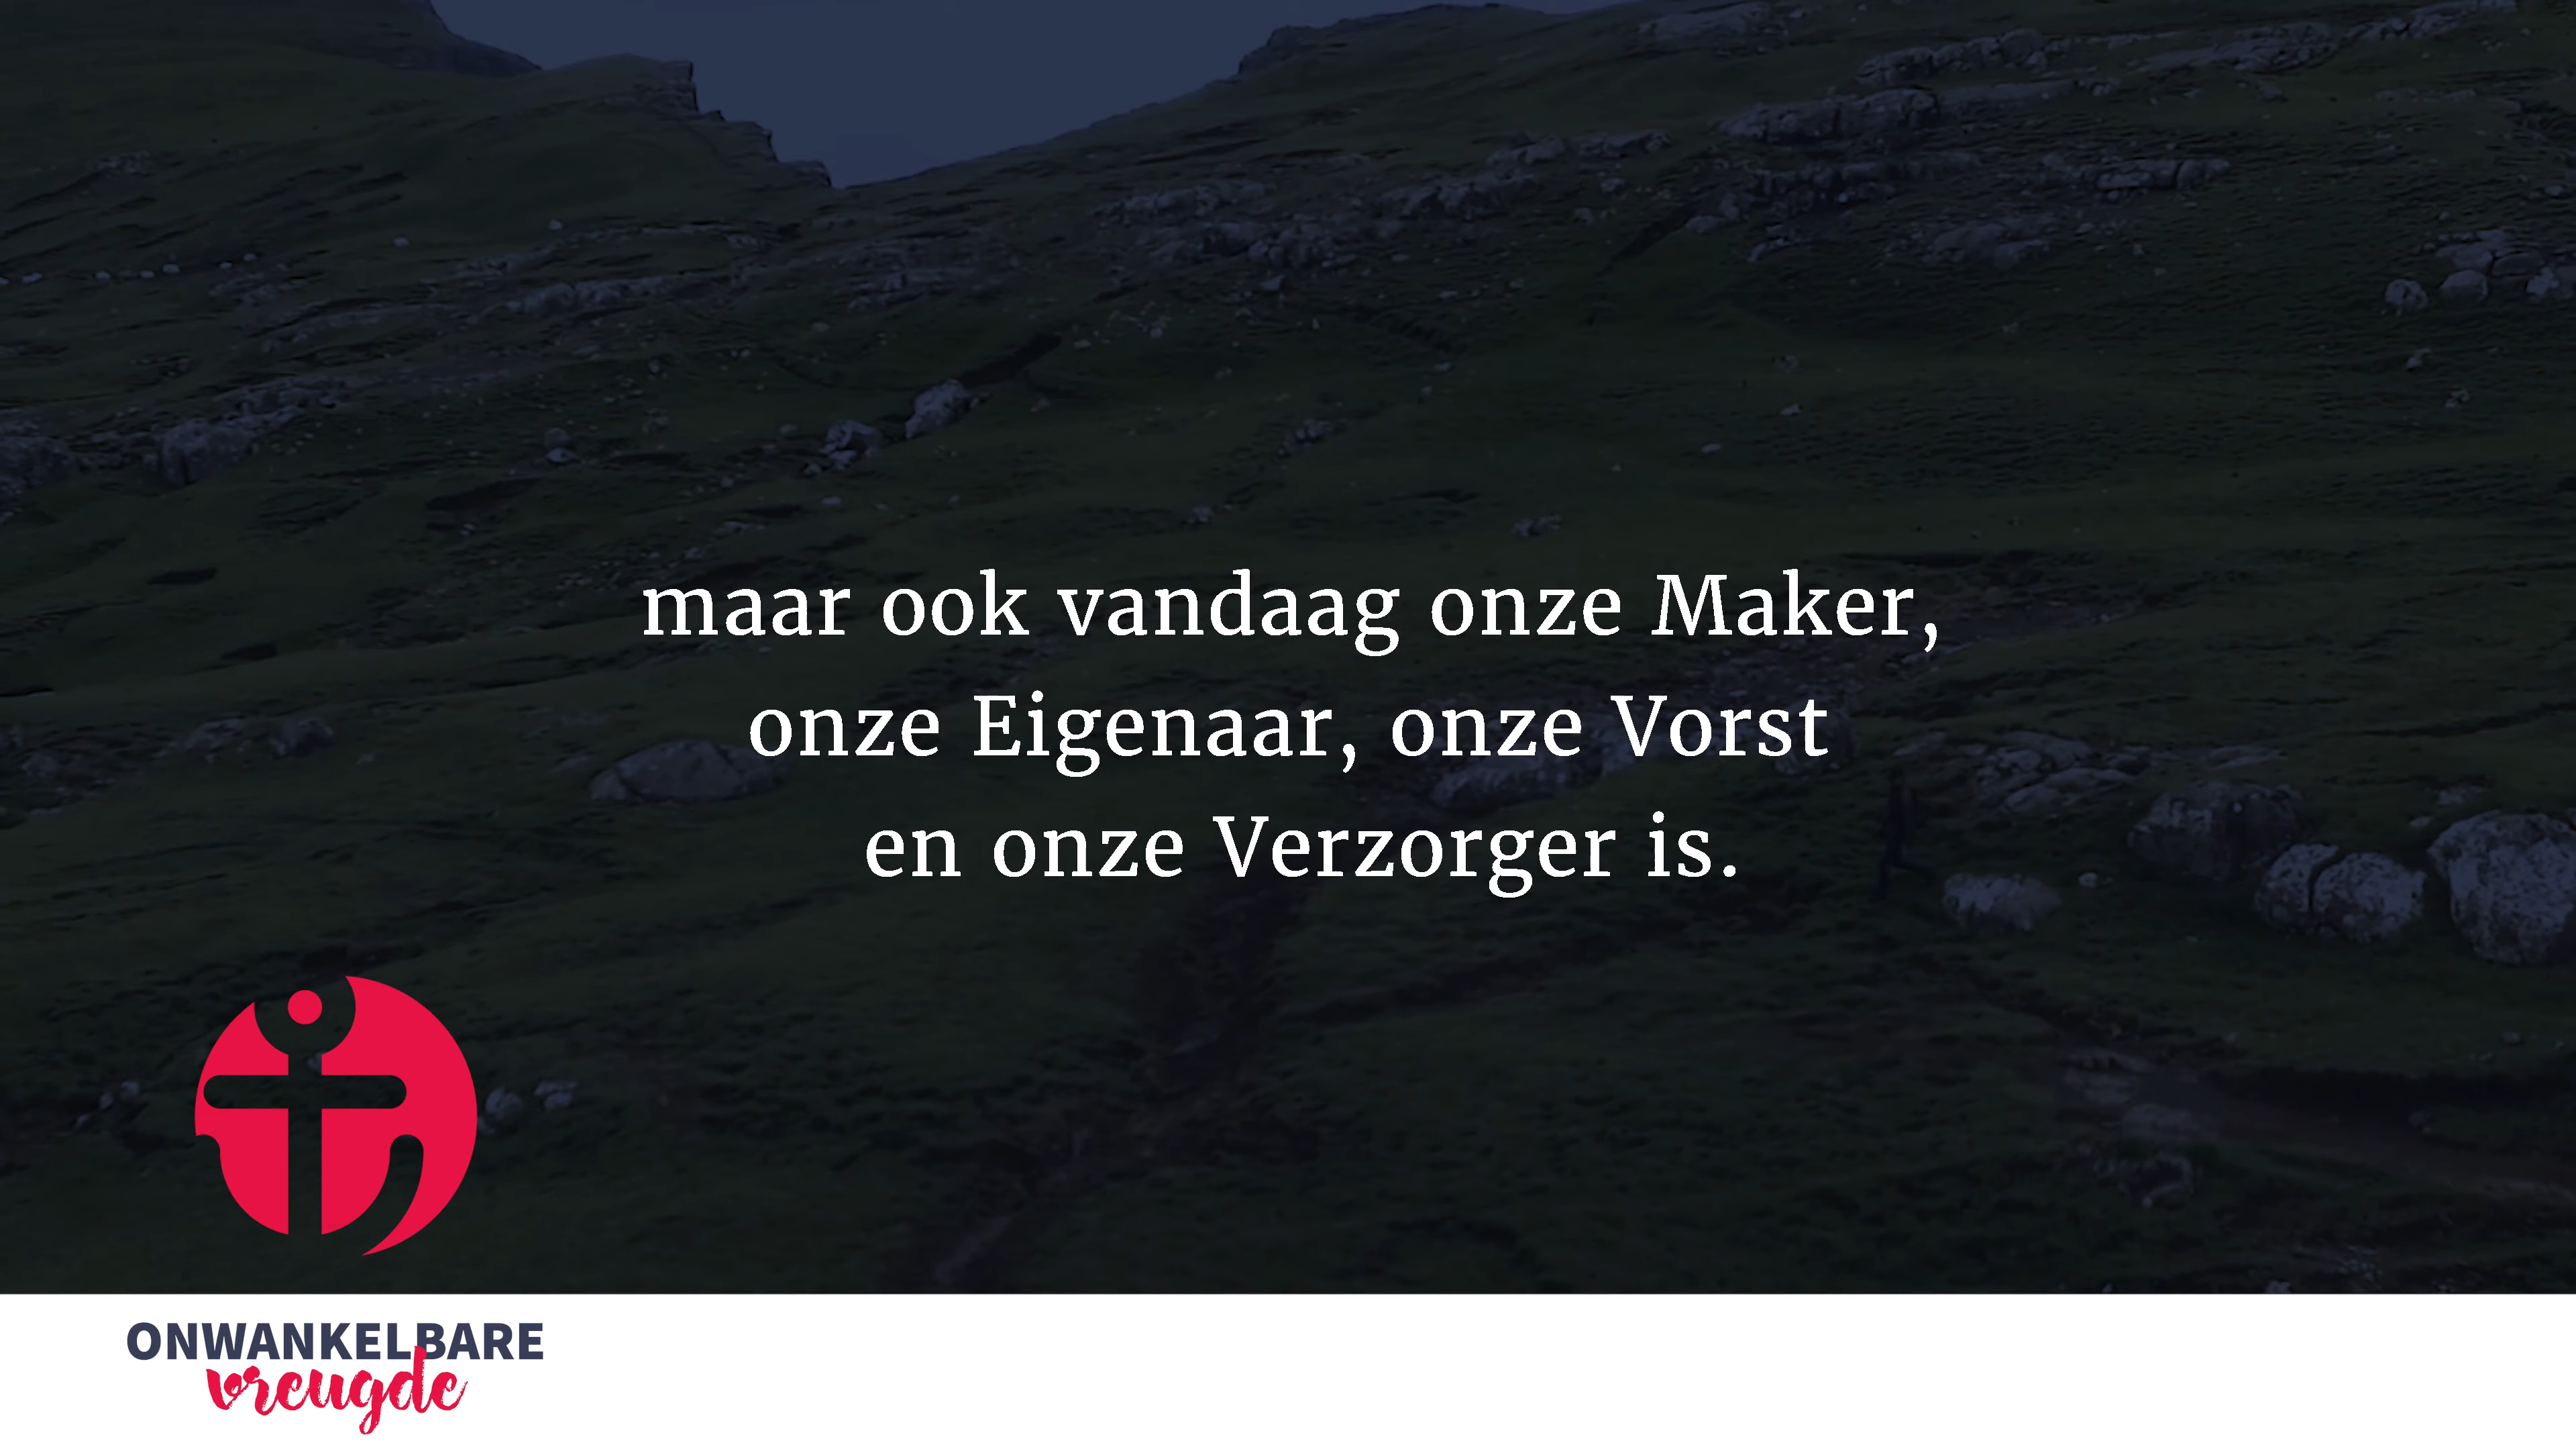 maar ook vandaag onze Maker,
onze Eigenaar, onze Vorst
en onze Verzorger is.
ONWANKELBARE
vreugde